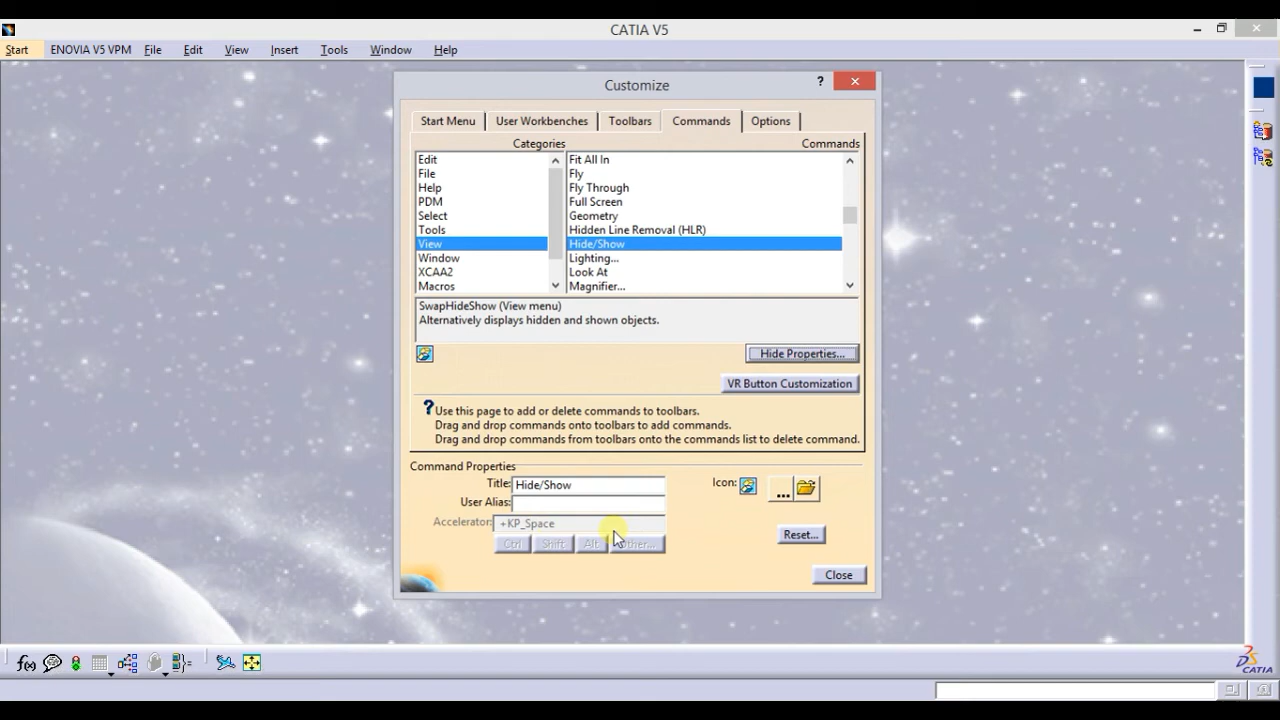 CATIA V5
Start ENOVIA V5 VPM File Edit View Insert Tools Window Help
Customize ?
Start Menu User Workbenches Toolbars Commands Options
Categories Commands
Edit
File
Help
PDM
Select
Tools
View
Window
XCAA2
Macros
Fit All In
Fly
Fly Through
Full Screen
Geometry
Hidden Line Removal (HLR)
Hide/Show
Lighting...
Look At
Magnifier...
SwapHideShow (View menu)
Alternatively displays hidden and shown objects.
Hide Properties...
VR Button Customization
? Use this page to add or delete commands to toolbars.
Drag and drop commands onto toolbars to add commands.
Drag and drop commands from toolbars onto the commands list to delete command.
Command Properties
Title: Hide/Show Icon: ...
User Alias:
Accelerator: +KP_Space
Ctrl Shift Alt Other... Reset...
Close
f(x)
CATIA